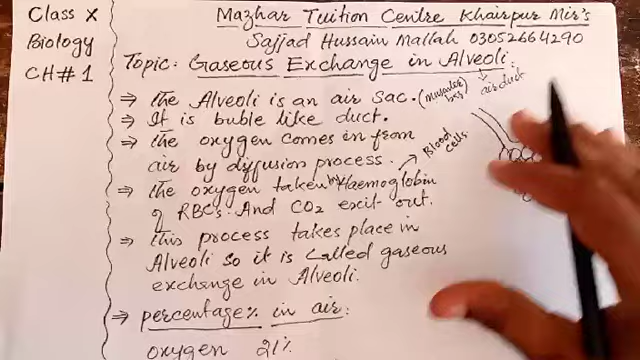 Class X
Biology
CH#1
Mazhar Tuition Centre Khairpur Mir's
Sajjad Hussain Mallah 03052664290
Topic: Gaseous Exchange in Alveoli.
air duct
⇒ The Alveoli is an air sac.
⇒ It is buble like duct.
⇒ The oxygen comes in from
air by diffusion process.
Blood
cells
⇒ The oxygen taken by Haemoglobin
of RBCs. And CO2 exit out.
⇒ This process takes place in
Alveoli so it is called gaseous
exchange in Alveoli.
⇒ percentage% in air:
oxygen 21%